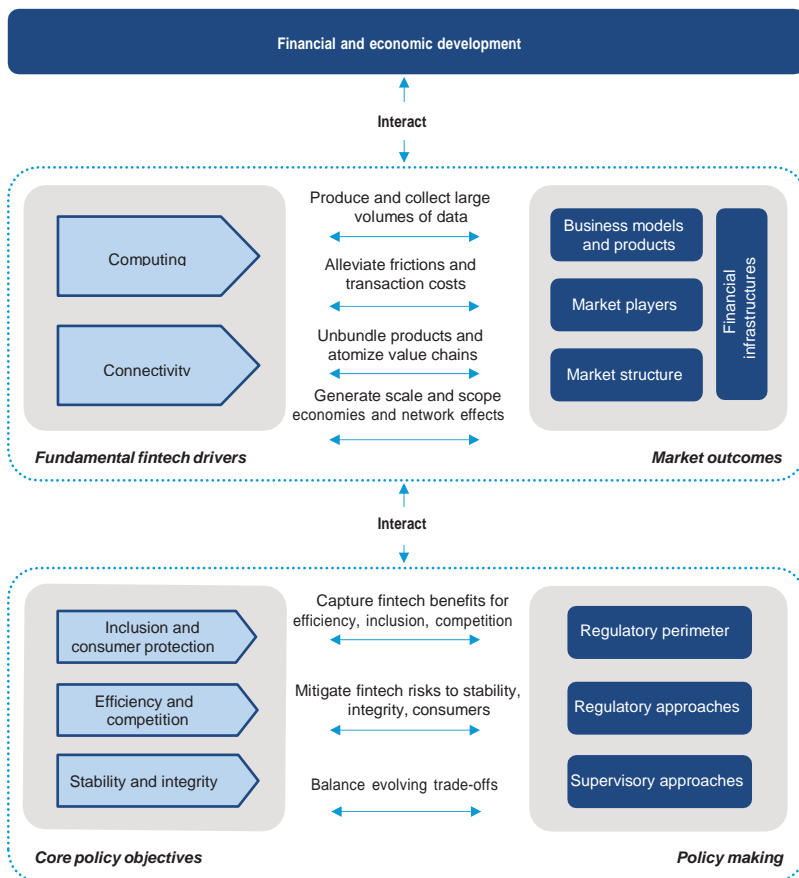 Financial and economic development
Interact
Produce and collect large
volumes of data
Computing
Alleviate frictions and
transaction costs
Connectivity
Unbundle products and
atomize value chains
Generate scale and scope
economies and network effects
Business models
and products
Market players
Market structure
Financial
infrastructures
Fundamental fintech drivers
Market outcomes
Interact
Inclusion and
consumer protection
Efficiency and
competition
Stability and integrity
Capture fintech benefits for
efficiency, inclusion, competition
Mitigate fintech risks to stability,
integrity, consumers
Balance evolving trade-offs
Regulatory perimeter
Regulatory approaches
Supervisory approaches
Core policy objectives
Policy making